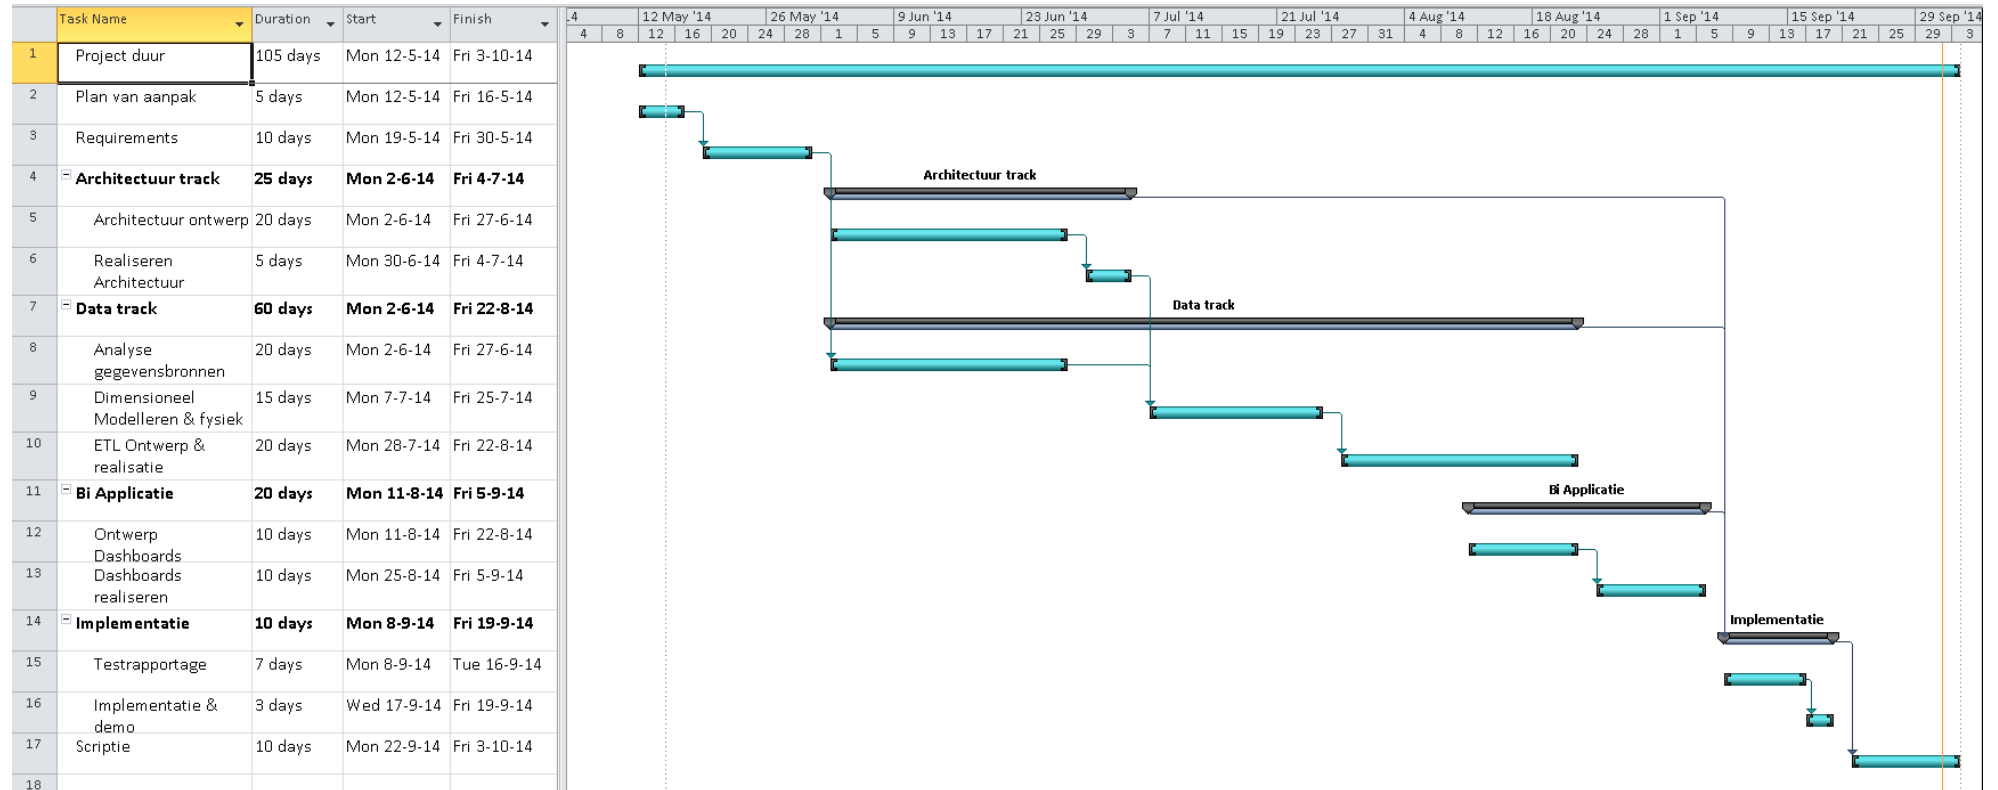 Task Name Duration Start Finish
.4 12 May '14 26 May '14 9 Jun '14 23 Jun '14 7 Jul '14 21 Jul '14 4 Aug '14 18 Aug '14 1 Sep '14 15 Sep '14 29 Sep '14
4 8 12 16 20 24 28 1 5 9 13 17 21 25 29 3 7 11 15 19 23 27 31 4 8 12 16 20 24 28 1 5 9 13 17 21 25 29 3
1 Project duur 105 days Mon 12-5-14 Fri 3-10-14
2 Plan van aanpak 5 days Mon 12-5-14 Fri 16-5-14
3 Requirements 10 days Mon 19-5-14 Fri 30-5-14
4 Architectuur track 25 days Mon 2-6-14 Fri 4-7-14
Architectuur track
5 Architectuur ontwerp 20 days Mon 2-6-14 Fri 27-6-14
6 Realiseren 5 days Mon 30-6-14 Fri 4-7-14
Architectuur
7 Data track 60 days Mon 2-6-14 Fri 22-8-14
Data track
8 Analyse 20 days Mon 2-6-14 Fri 27-6-14
gegevensbronnen
9 Dimensioneel 15 days Mon 7-7-14 Fri 25-7-14
Modelleren & fysiek
10 ETL Ontwerp & 20 days Mon 28-7-14 Fri 22-8-14
realisatie
11 Bi Applicatie 20 days Mon 11-8-14 Fri 5-9-14
Bi Applicatie
12 Ontwerp 10 days Mon 11-8-14 Fri 22-8-14
Dashboards
13 Dashboards 10 days Mon 25-8-14 Fri 5-9-14
realiseren
14 Implementatie 10 days Mon 8-9-14 Fri 19-9-14
Implementatie
15 Testrapportage 7 days Mon 8-9-14 Tue 16-9-14
16 Implementatie & 3 days Wed 17-9-14 Fri 19-9-14
demo
17 Scriptie 10 days Mon 22-9-14 Fri 3-10-14
18